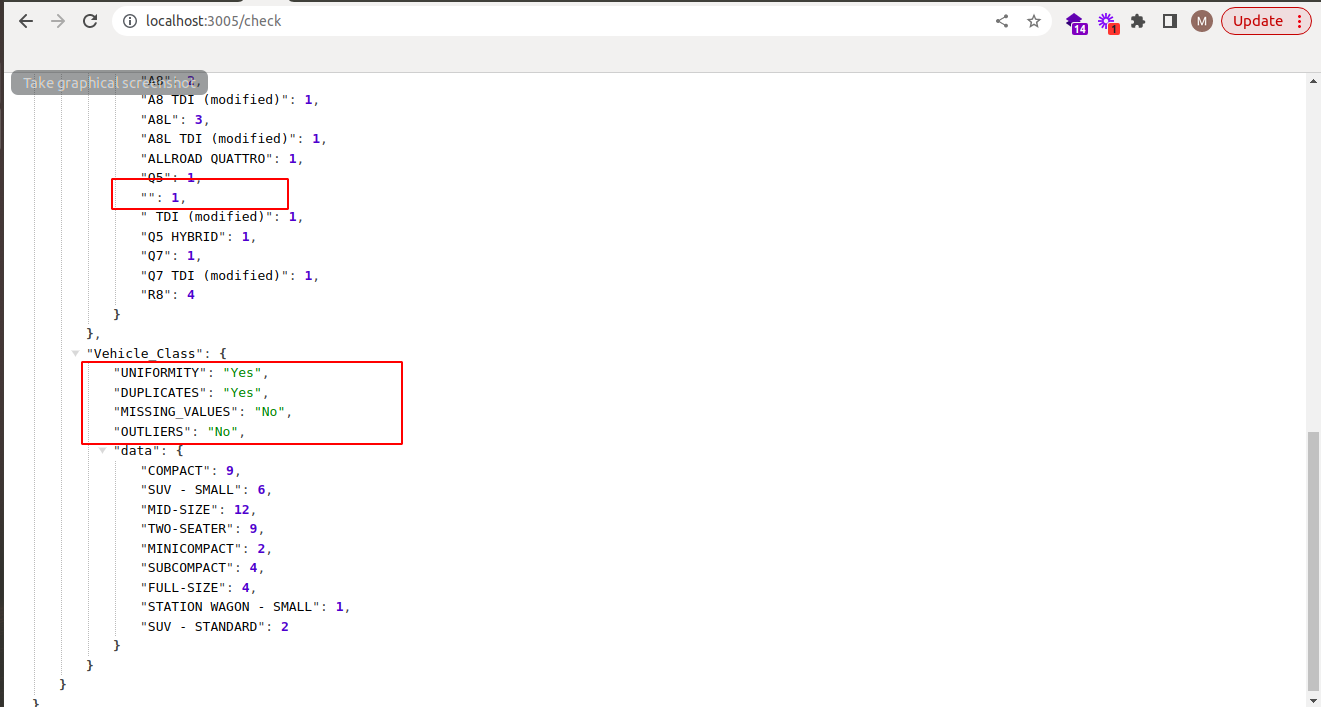 localhost:3005/check
14
1
M
Update
Take graphical screenshot
"A8": 2,
"A8 TDI (modified)": 1,
"A8L": 3,
"A8L TDI (modified)": 1,
"ALLROAD QUATTRO": 1,
"Q5": 1,
"": 1,
" TDI (modified)": 1,
"Q5 HYBRID": 1,
"Q7": 1,
"Q7 TDI (modified)": 1,
"R8": 4
}
},
"Vehicle_Class": {
"UNIFORMITY": "Yes",
"DUPLICATES": "Yes",
"MISSING_VALUES": "No",
"OUTLIERS": "No",
"data": {
"COMPACT": 9,
"SUV - SMALL": 6,
"MID-SIZE": 12,
"TWO-SEATER": 9,
"MINICOMPACT": 2,
"SUBCOMPACT": 4,
"FULL-SIZE": 4,
"STATION WAGON - SMALL": 1,
"SUV - STANDARD": 2
}
}
}
}